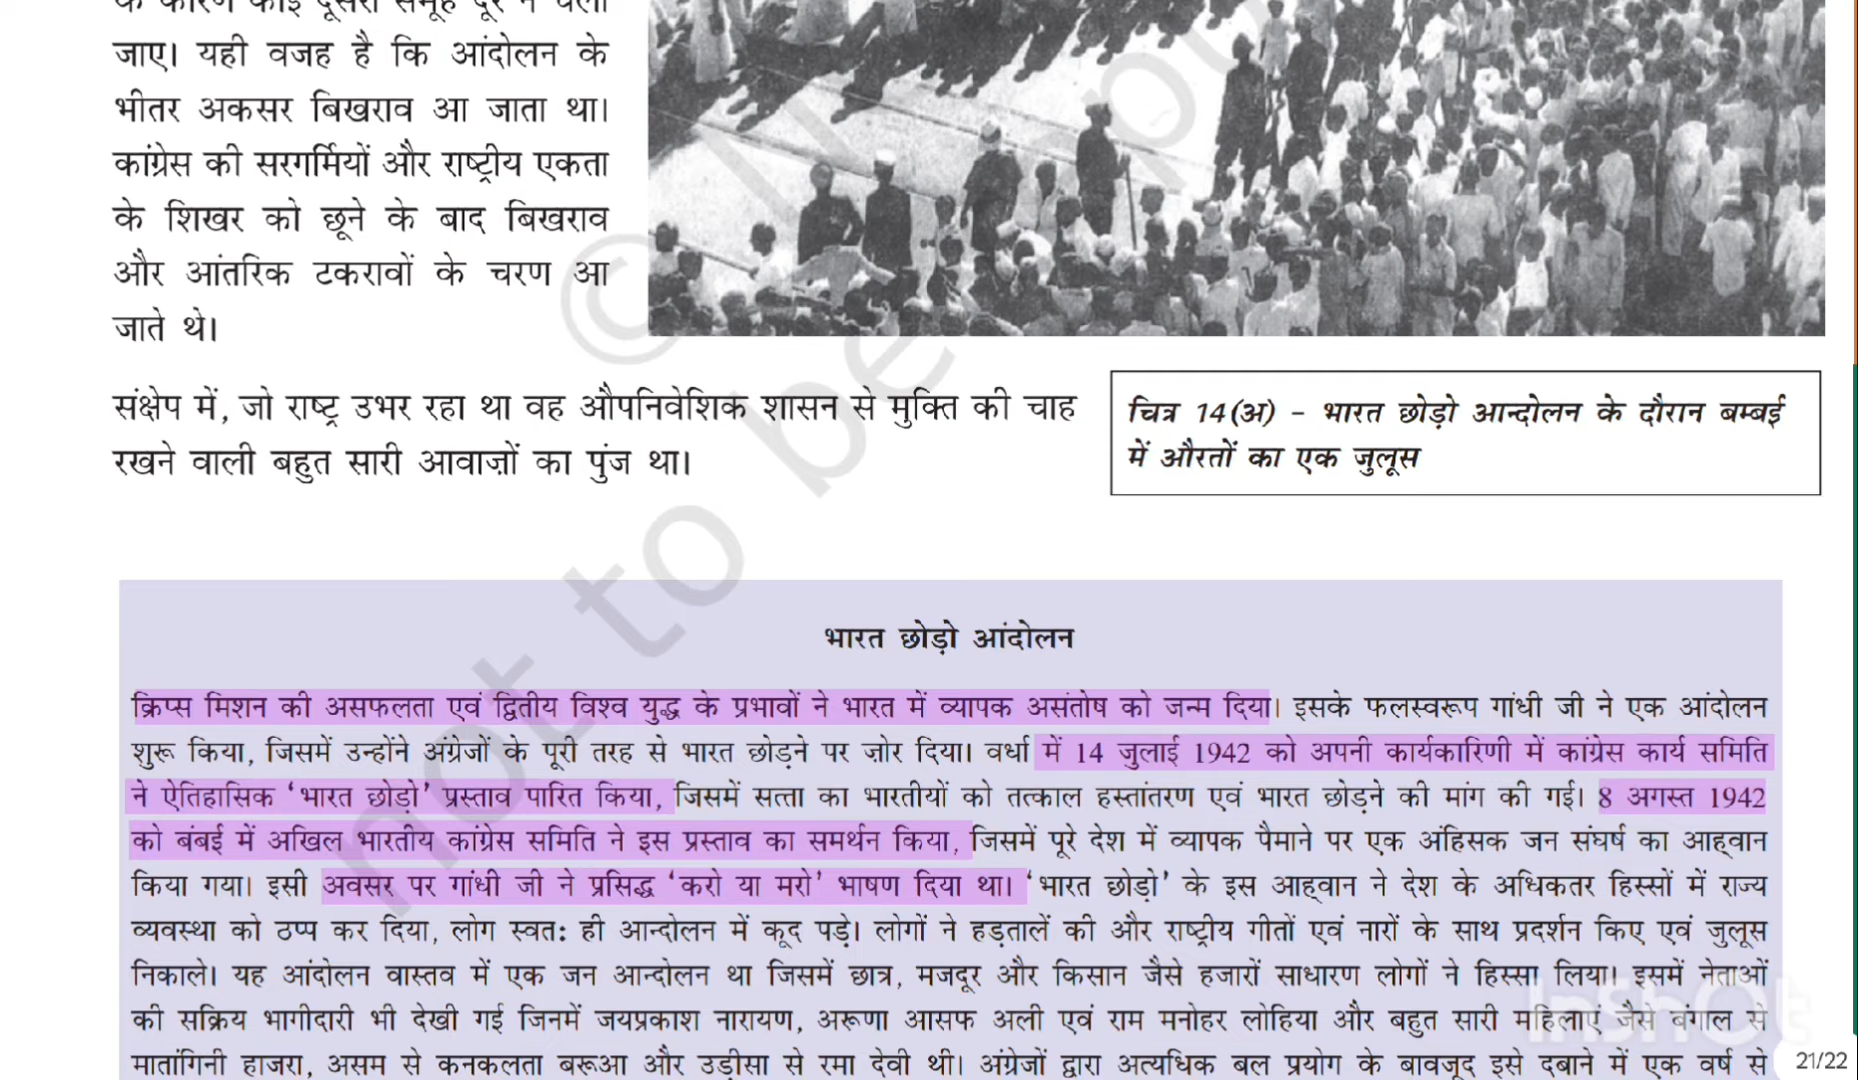 के कारण कोई दूसरा समूह दूर न चला
जाए। यही वजह है कि आंदोलन के
भीतर अकसर बिखराव आ जाता था।
कांग्रेस की सरगर्मियों और राष्ट्रीय एकता
के शिखर को छूने के बाद बिखराव
और आंतरिक टकरावों के चरण आ
जाते थे।
संक्षेप में, जो राष्ट्र उभर रहा था वह औपनिवेशिक शासन से मुक्ति की चाह
रखने वाली बहुत सारी आवाज़ों का पुंज था।
चित्र 14(अ) – भारत छोड़ो आन्दोलन के दौरान बम्बई
में औरतों का एक जुलूस
not to be
भारत छोड़ो आंदोलन
क्रिप्स मिशन की असफलता एवं द्वितीय विश्व युद्ध के प्रभावों ने भारत में व्यापक असंतोष को जन्म दिया। इसके फलस्वरूप गांधी जी ने एक आंदोलन
शुरू किया, जिसमें उन्होंने अंग्रेजों के पूरी तरह से भारत छोड़ने पर ज़ोर दिया। वर्धा में 14 जुलाई 1942 को अपनी कार्यकारिणी में कांग्रेस कार्य समिति
ने ऐतिहासिक ‘भारत छोड़ो’ प्रस्ताव पारित किया, जिसमें सत्ता का भारतीयों को तत्काल हस्तांतरण एवं भारत छोड़ने की मांग की गई। 8 अगस्त 1942
को बंबई में अखिल भारतीय कांग्रेस समिति ने इस प्रस्ताव का समर्थन किया, जिसमें पूरे देश में व्यापक पैमाने पर एक अंहिसक जन संघर्ष का आह्वान
किया गया। इसी अवसर पर गांधी जी ने प्रसिद्ध ‘करो या मरो’ भाषण दिया था। ‘भारत छोड़ो’ के इस आह्वान ने देश के अधिकतर हिस्सों में राज्य
व्यवस्था को ठप्प कर दिया, लोग स्वतः ही आन्दोलन में कूद पड़े। लोगों ने हड़तालें की और राष्ट्रीय गीतों एवं नारों के साथ प्रदर्शन किए एवं जुलूस
निकाले। यह आंदोलन वास्तव में एक जन आन्दोलन था जिसमें छात्र, मजदूर और किसान जैसे हजारों साधारण लोगों ने हिस्सा लिया। इसमें नेताओं
की सक्रिय भागीदारी भी देखी गई जिनमें जयप्रकाश नारायण, अरूणा आसफ अली एवं राम मनोहर लोहिया और बहुत सारी महिलाएं जैसे बंगाल से
मातांगिनी हाजरा, असम से कनकलता बरूआ और उड़ीसा से रमा देवी थी। अंग्रेजों द्वारा अत्यधिक बल प्रयोग के बावजूद इसे दबाने में एक वर्ष से
InShOt
21/22